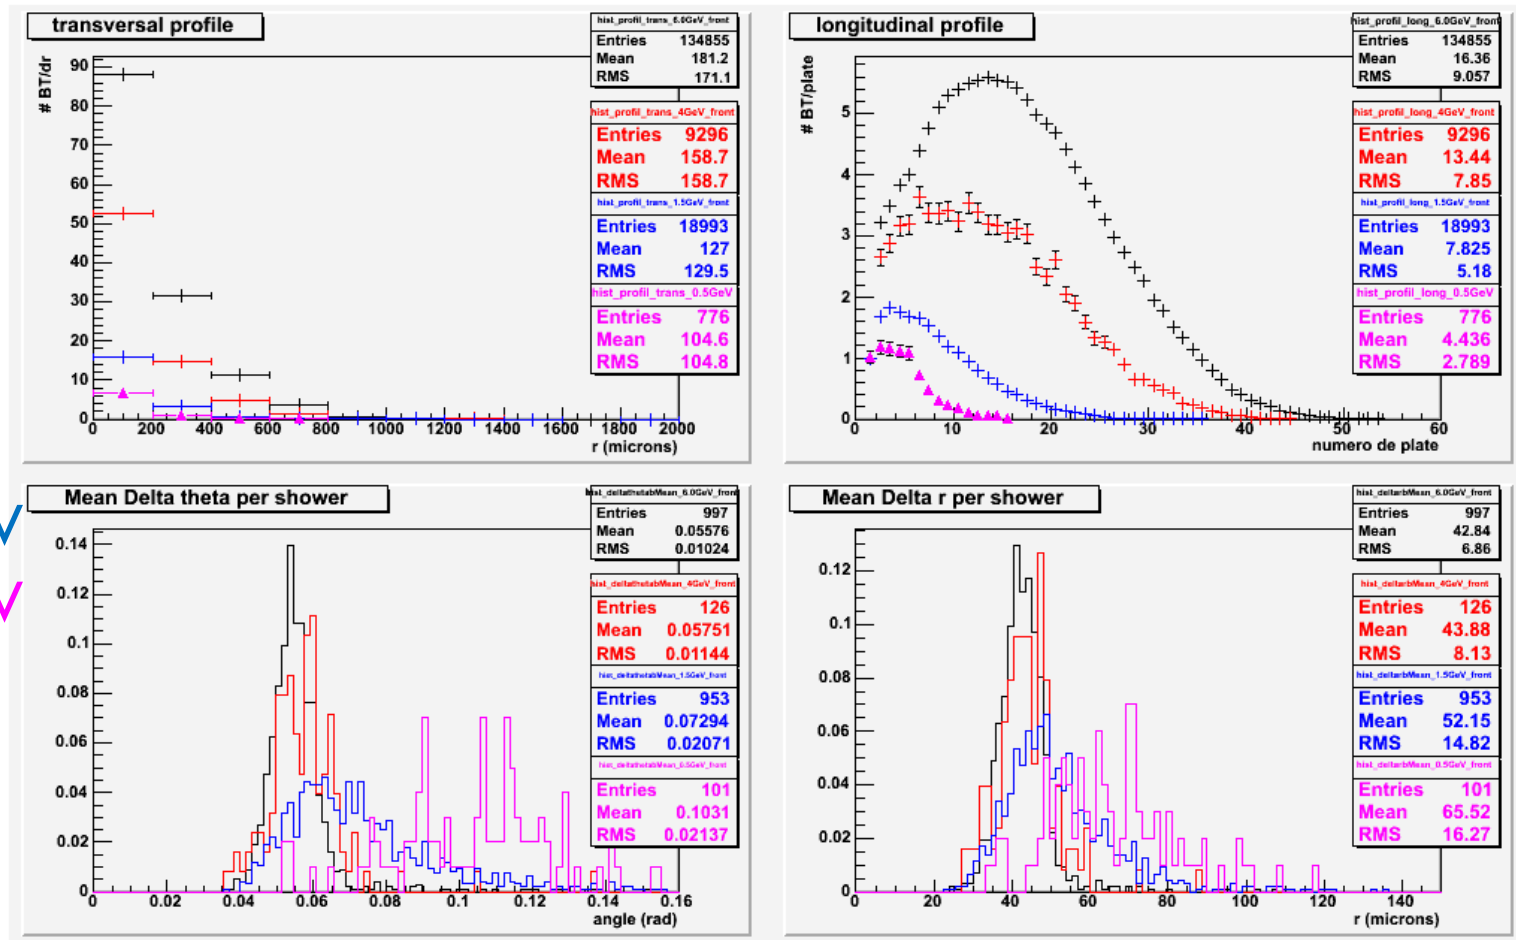 transversal profile
hist_profil_trans_6.0GeV_front
Entries 134855
Mean 181.2
RMS 171.1
hist_profil_trans_4GeV_front
Entries 9296
Mean 158.7
RMS 158.7
hist_profil_trans_1.5GeV_front
Entries 18993
Mean 127
RMS 129.5
hist_profil_trans_0.5GeV
Entries 776
Mean 104.6
RMS 104.8
# BT/dr
90
80
70
60
50
40
30
20
10
0
0 200 400 600 800 1000 1200 1400 1600 1800 2000
r (microns)
longitudinal profile
hist_profil_long_6.0GeV_front
Entries 134855
Mean 16.36
RMS 9.057
hist_profil_long_4GeV_front
Entries 9296
Mean 13.44
RMS 7.85
hist_profil_long_1.5GeV_front
Entries 18993
Mean 7.825
RMS 5.18
hist_profil_long_0.5GeV
Entries 776
Mean 4.436
RMS 2.789
# BT/plate
5
4
3
2
1
0
0 10 20 30 40 50 60
numero de plate
Mean Delta theta per shower
hist_deltathetabMean_6.0GeV_front
Entries 997
Mean 0.05576
RMS 0.01024
hist_deltathetabMean_4GeV_front
Entries 126
Mean 0.05751
RMS 0.01144
hist_deltathetabMean_1.5GeV_front
Entries 953
Mean 0.07294
RMS 0.02071
hist_deltathetabMean_0.5GeV_front
Entries 101
Mean 0.1031
RMS 0.02137
0.14
0.12
0.1
0.08
0.06
0.04
0.02
0
0 0.02 0.04 0.06 0.08 0.1 0.12 0.14 0.16
angle (rad)
Mean Delta r per shower
hist_deltarbMean_6.0GeV_front
Entries 997
Mean 42.84
RMS 6.86
hist_deltarbMean_4GeV_front
Entries 126
Mean 43.88
RMS 8.13
hist_deltarbMean_1.5GeV_front
Entries 953
Mean 52.15
RMS 14.82
hist_deltarbMean_0.5GeV_front
Entries 101
Mean 65.52
RMS 16.27
0.12
0.1
0.08
0.06
0.04
0.02
0
0 20 40 60 80 100 120 140
r (microns)